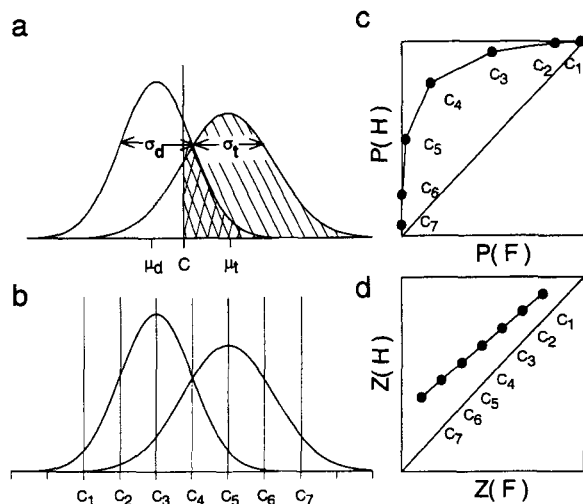 a
σd
σt
μd C μt
b
C1 C2 C3 C4 C5 C6 C7
c
P(H)
C1
C2
C3
C4
C5
C6
C7
P(F)
d
Z(H)
C1
C2
C3
C4
C5
C6
C7
Z(F)